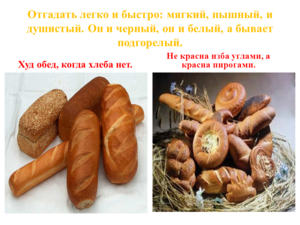 Отгадать легко и быстро: мягкий, пышный, и
душистый. Он и черный, он и белый, а бывает
подгорелый.
Худ обед, когда хлеба нет.
Не красна изба углами, а
красна пирогами.